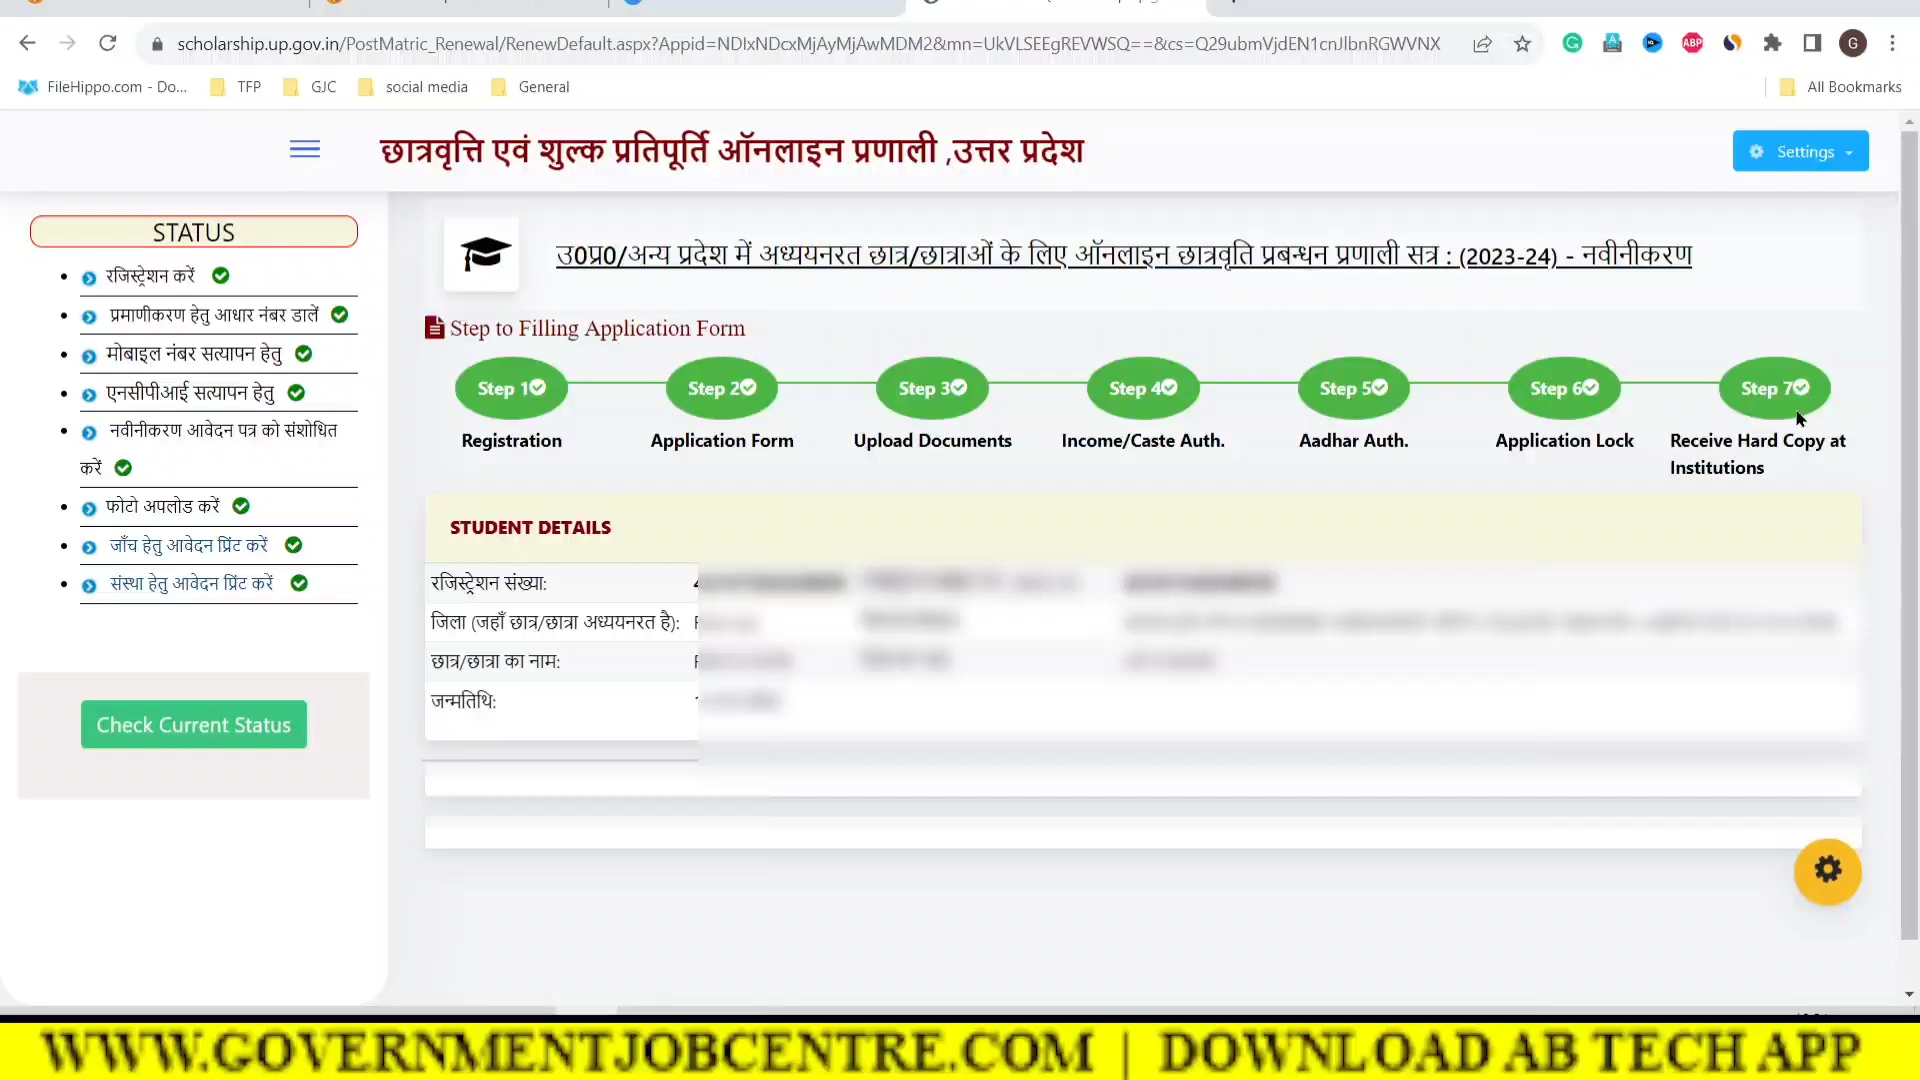 scholarship.up.gov.in/PostMatric_Renewal/RenewDefault.aspx?Appid=NDIxNDcxMjAyMjAwMDM2&mn=UkVLSEEgREVWSQ==&cs=Q29ubmVjdEN1cnJlbnRGWVNX
ABP
G
FileHippo.com - Do...
TFP
GJC
social media
General
All Bookmarks
छात्रवृत्ति एवं शुल्क प्रतिपूर्ति ऑनलाइन प्रणाली ,उत्तर प्रदेश
Settings
STATUS
रजिस्ट्रेशन करें
प्रमाणीकरण हेतु आधार नंबर डालें
मोबाइल नंबर सत्यापन हेतु
एनसीपीआई सत्यापन हेतु
नवीनीकरण आवेदन पत्र को संशोधित
करें
फोटो अपलोड करें
जाँच हेतु आवेदन प्रिंट करें
संस्था हेतु आवेदन प्रिंट करें
Check Current Status
उ0प्र0/अन्य प्रदेश में अध्ययनरत छात्र/छात्राओं के लिए ऑनलाइन छात्रवृति प्रबन्धन प्रणाली सत्र : (2023-24) - नवीनीकरण
Step to Filling Application Form
Step 1
Step 2
Step 3
Step 4
Step 5
Step 6
Step 7
Registration
Application Form
Upload Documents
Income/Caste Auth.
Aadhar Auth.
Application Lock
Receive Hard Copy at
Institutions
STUDENT DETAILS
रजिस्ट्रेशन संख्या:
जिला (जहाँ छात्र/छात्रा अध्ययनरत है):
छात्र/छात्रा का नाम:
जन्मतिथि:
WWW.GOVERNMENTJOBCENTRE.COM | DOWNLOAD AB TECH APP